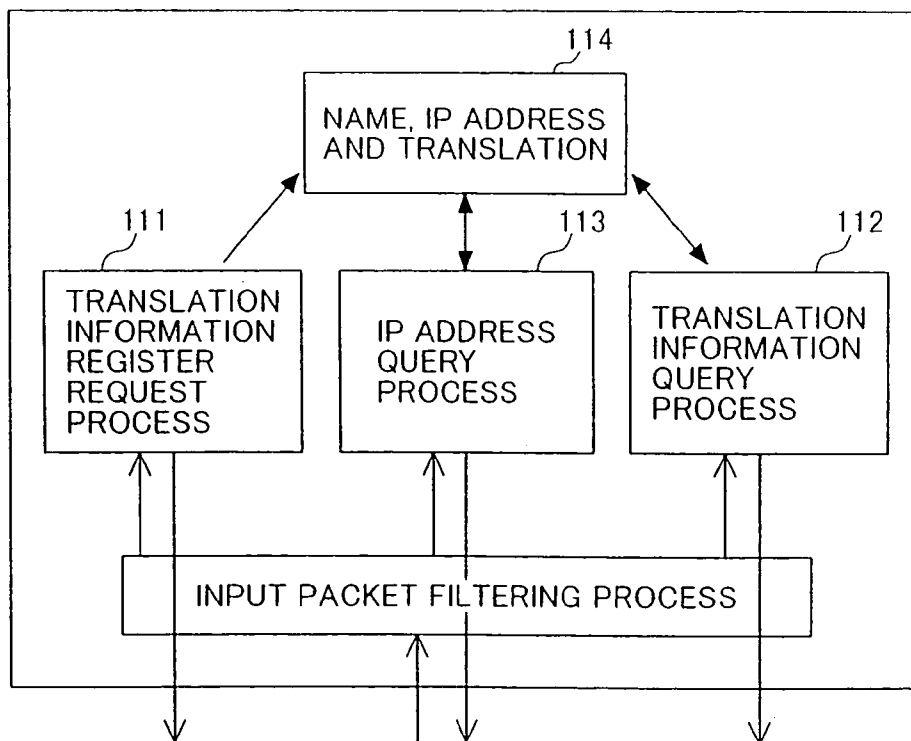 114
NAME, IP ADDRESS
AND TRANSLATION
111
TRANSLATION
INFORMATION
REGISTER
REQUEST
PROCESS
113
IP ADDRESS
QUERY
PROCESS
112
TRANSLATION
INFORMATION
QUERY
PROCESS
INPUT PACKET FILTERING PROCESS